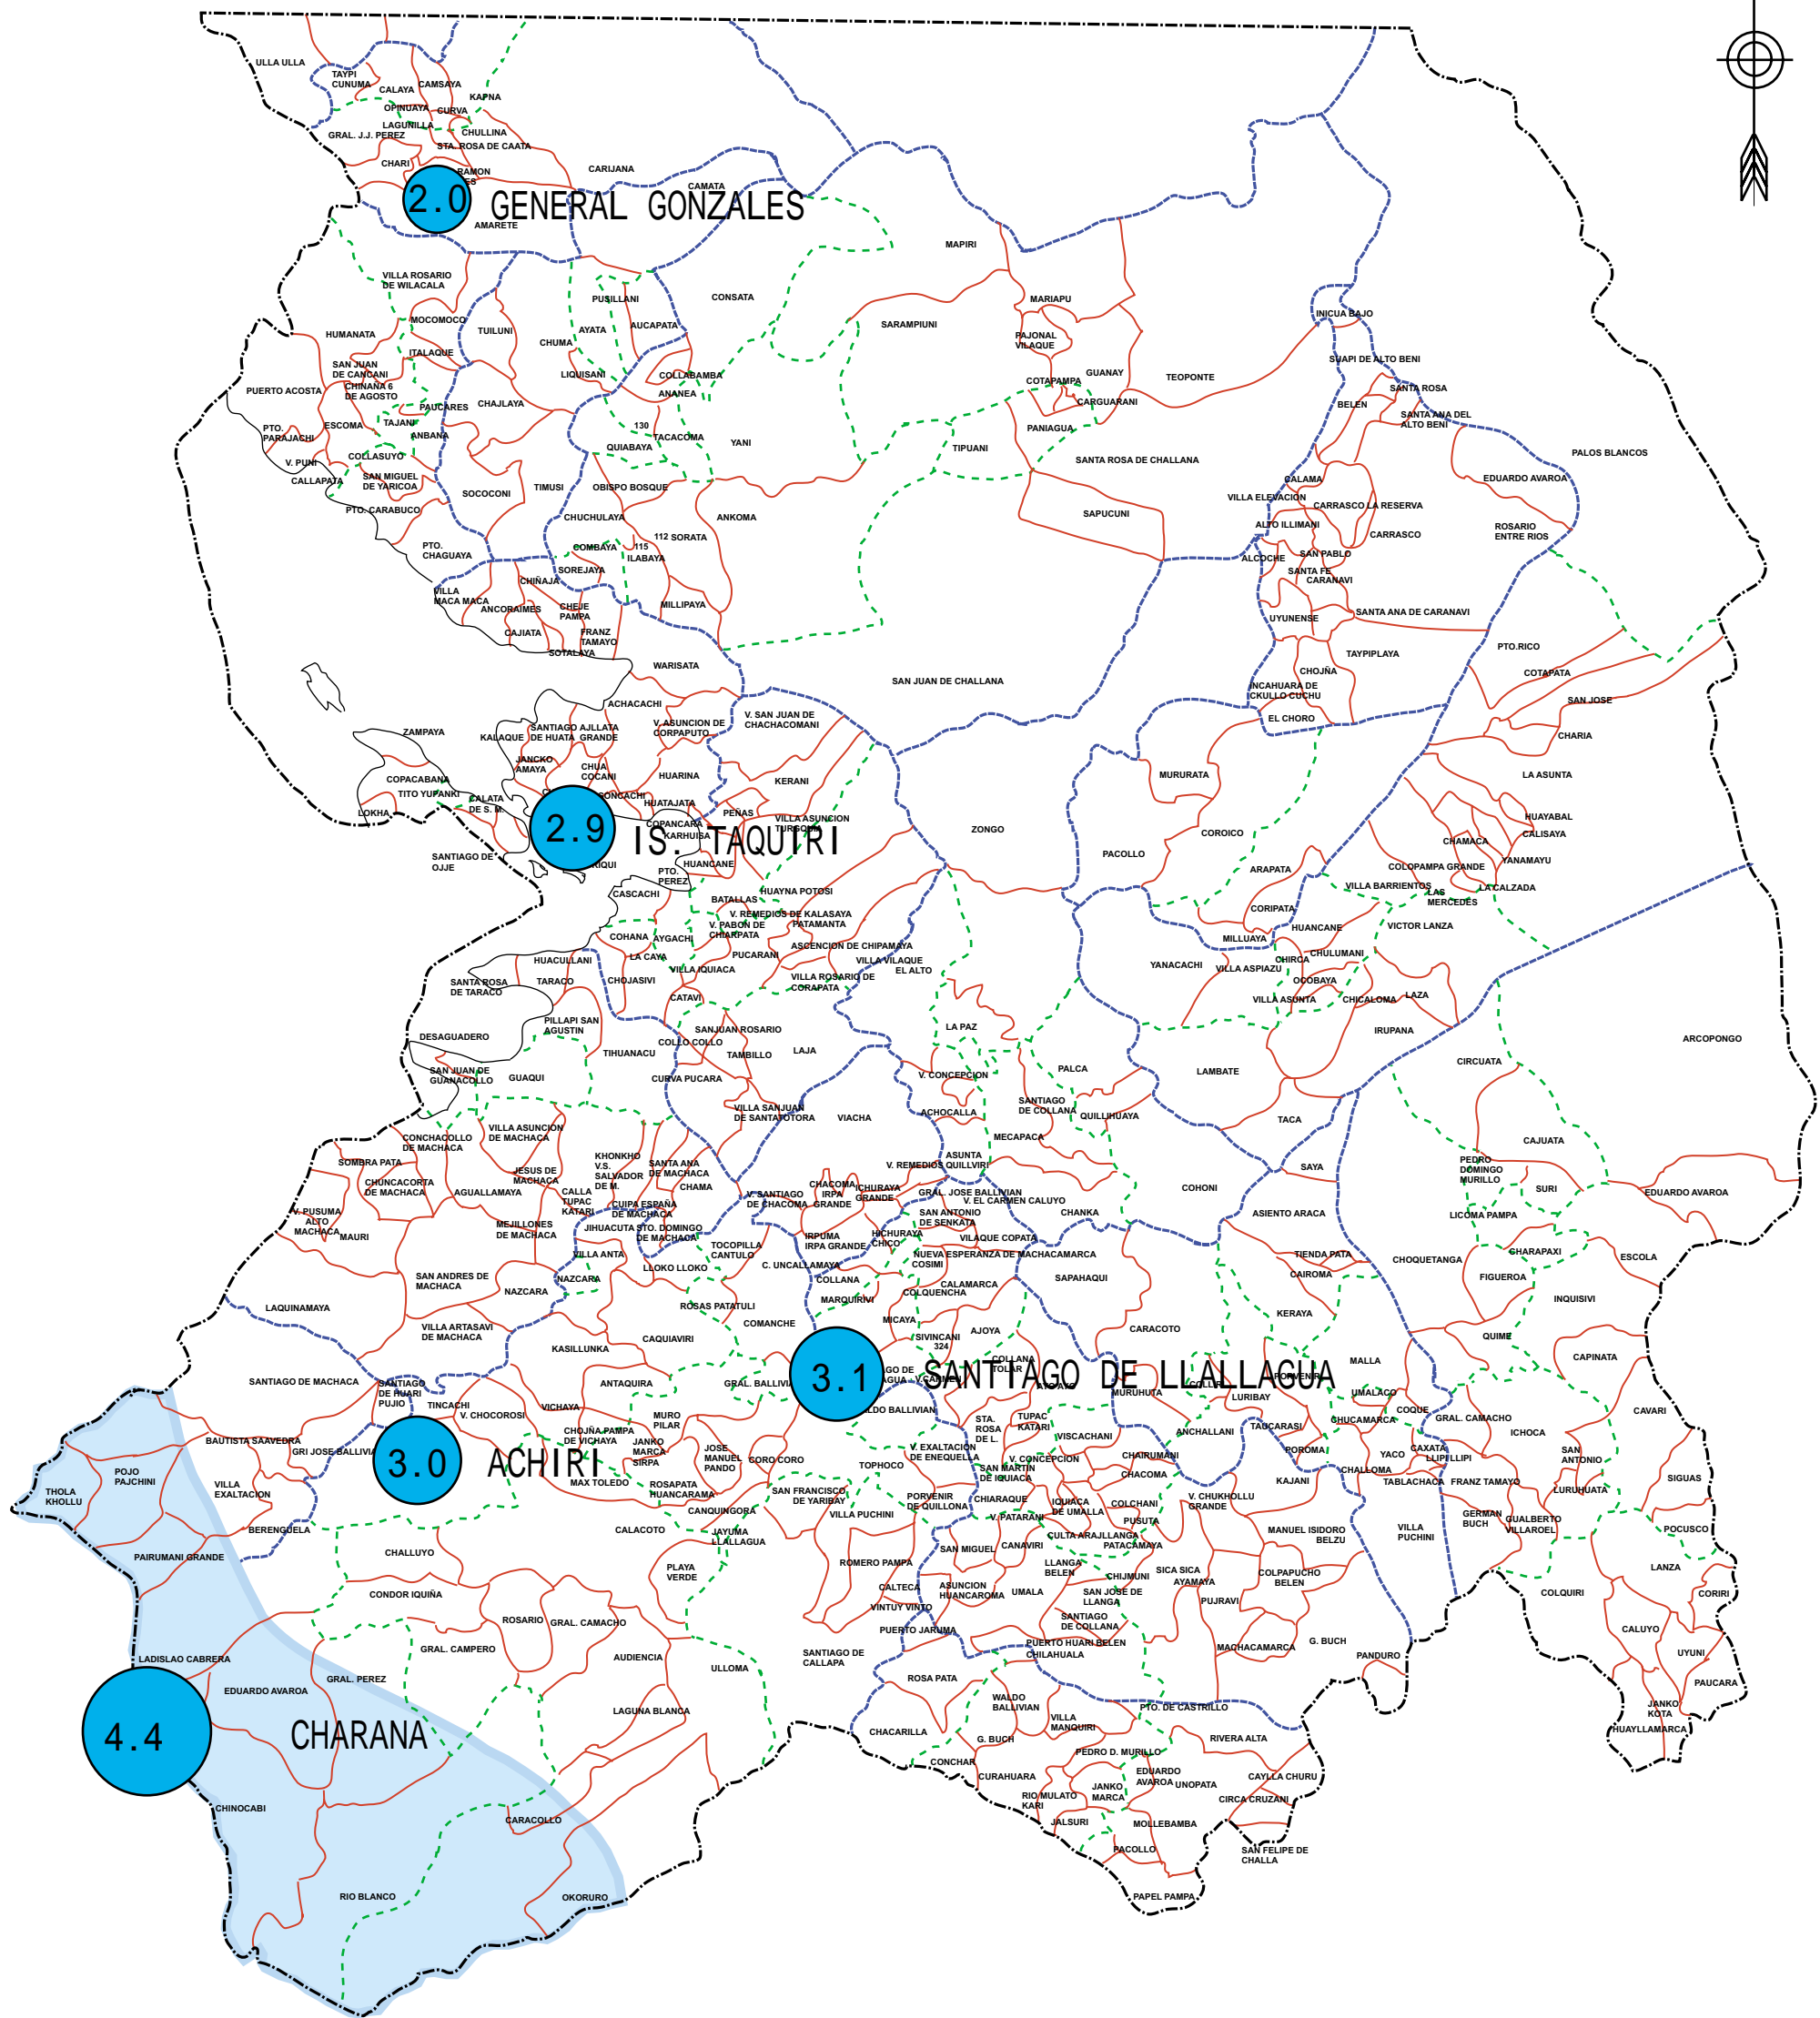 ULLA ULLA
TAYPI
CUNUMA
CALAYA
CAMSAYA
KAPNA
OPINUAYA
CURVA
LAGUNILLA
CHULLINA
GRAL. J.J. PEREZ
STA. ROSA DE CAATA
CHARI
RAMON
ES
CARIJANA
CAMATA
2.0
GENERAL GONZALES
AMARETE
MAPIRI
VILLA ROSARIO
DE WILACALA
PUSILLANI
CONSATA
MARIAPU
INICUA BAJO
MOCOMOCO
TUILUNI
AYATA
AUCAPATA
SARAMPIUNI
HUMANATA
CHUMA
PAJONAL
VILAQUE
ITALAQUE
SUAPI DE ALTO BENI
SAN JUAN
DE CANCANI
LIQUISANI
COLLABAMBA
GUANAY
TEOPONTE
CHINANA 6
DE AGOSTO
COTAPAMPA
SANTA ROSA
PUERTO ACOSTA
ANANEA
CARGUARANI
BELEN
PAUCARES
CHAJLAYA
SANTA ANA DEL
ALTO BENI
TAJANI
ESCOMA
PTO.
PARAJACHI
ANBANA
130
TACACOMA
YANI
PANIAGUA
QUIABAYA
TIPUANI
PALOS BLANCOS
COLLASUYO
V. PUNI
SANTA ROSA DE CHALLANA
CALLAPATA
SAN MIGUEL
DE YARICOA
SOCOCONI
TIMUSI
OBISPO BOSQUE
CALAMA
EDUARDO AVAROA
VILLA ELEVACION
CARRASCO LA RESERVA
PTO. CARABUCO
SAPUCUNI
CHUCHULAYA
ANKOMA
ALTO ILLIMANI
ROSARIO
ENTRE RIOS
CARRASCO
112 SORATA
PTO.
CHAGUAYA
COMBAYA
115
ILABAYA
ALCOCHE
SAN PABLO
SOREJAYA
SANTA FE
CARANAVI
CHIÑAJA
VILLA
MACA MACA
ANCORAIMES
CHEJE
PAMPA
MILLIPAYA
SANTA ANA DE CARANAVI
UYUNENSE
CAJIATA
FRANZ
TAMAYO
SOTALAYA
PTO.RICO
TAYPIPLAYA
WARISATA
CHOJÑA
COTAPATA
SAN JUAN DE CHALLANA
INCAHUARA DE
CKULLO CUCHU
SAN JOSE
ACHACACHI
EL CHORO
V. SAN JUAN DE
CHACHACOMANI
V. ASUNCION DE
CORPAPUTO
SANTIAGO AJLLATA
DE HUATA GRANDE
KALAQUE
ZAMPAYA
CHARIA
JANCKO
AMAYA
CHUA
COCANI
HUARINA
KERANI
MURURATA
LA ASUNTA
COPACABANA
TITO YUPANKI
CALATA
DE S. M.
SONCACHI
HUATAJATA
LOKHA
PEÑAS
COPANCARA
KARHUISA
VILLA ASUNCION
TURSQUIA
2.9
IS. TAQUIRI
ZONGO
COROICO
HUAYABAL
CALISAYA
CHAMACA
SANTIAGO DE
OJJE
RIQUI
HUANCANE
PTO.
PEREZ
PACOLLO
ARAPATA
COLOPAMPA GRANDE
YANAMAYU
CASCACHI
HUAYNA POTOSI
VILLA BARRIENTOS
LAS
MERCEDES
LA CALZADA
BATALLAS
CORIPATA
V. REMEDIOS DE KALASAYA
PATAMANTA
V. PABON DE
CHIARPATA
HUANCANE
VICTOR LANZA
COHANA
AYGACHI
MILLUAYA
ASCENCION DE CHIPAMAYA
CHULUMANI
LA CAYA
PUCARANI
VILLA VILAQUE
EL ALTO
HUACULLANI
VILLA IQUIACA
CHIRCA
YANACACHI
VILLA ASPIAZU
SANTA ROSA
DE TARACO
TARACO
CHOJASIVI
VILLA ROSARIO DE
CORAPATA
OCOBAYA
CATAVI
VILLA ASUNTA
CHICALOMA
LAZA
PILLAPI SAN
AGUSTIN
SANJUAN ROSARIO
LA PAZ
IRUPANA
DESAGUADERO
COLLO COLLO
LAJA
ARCOPONGO
TIHUANACU
TAMBILLO
SAN JUAN DE
GUANACOLLO
GUAQUI
CURVA PUCARA
V. CONCEPCION
PALCA
LAMBATE
CIRCUATA
VILLA SANJUAN
DE SANTATOTORA
VIACHA
ACHOCALLA
SANTIAGO
DE COLLANA
QUILLIHUAYA
TACA
CONCHACOLLO
DE MACHACA
VILLA ASUNCION
DE MACHACA
MECAPACA
CAJUATA
SOMBRA PATA
JESUS DE
MACHACA
KHONKHO
V.S.
SALVADOR
DE M.
SANTA ANA
DE MACHACA
ASUNTA
V. REMEDIOS QUILLVIRI
SAYA
PEDRO
DOMINGO
MURILLO
CHUNCACORTA
DE MACHACA
AGUALLAMAYA
CALLA
TUPAC
KATARI
CHAMA
V. SANTIAGO
DE CHACOMA
CHACOMA
IRPA
GRANDE
ICHURAYA
GRANDE
GRAL. JOSE BALLIVIAN
V. EL CARMEN CALUYO
COHONI
SURI
EDUARDO AVAROA
CUIPA ESPAÑA
DE MACHACA
V. PUSUMA
ALTO
MACHACA
MAURI
MEJILLONES
DE MACHACA
JIHUACUTA STO. DOMINGO
DE MACHACA
SAN ANTONIO
DE SENKATA
CHANKA
ASIENTO ARACA
LICOMA PAMPA
IRPUMA
IRPA GRANDE
HICHURAYA
CHICO
VILAQUE COPATA
TOCOPILLA
CANTULO
VILLA ANTA
NUEVA ESPERANZA DE MACHACAMARCA
COSIMI
TIENDA PATA
CHOQUETANGA
CHARAPAXI
ESCOLA
LLOKO LLOKO
C. UNCALLAMAYA
COLLANA
SAN ANDRES DE
MACHACA
NAZCARA
NAZCARA
CALAMARCA
SAPAHAQUI
CAIROMA
FIGUEROA
COLQUENCHA
MARQUIRIVI
LAQUINAMAYA
ROSAS PATATULI
INQUISIVI
KERAYA
MICAYA
VILLA ARTASAVI
DE MACHACA
COMANCHE
CARACOTO
AJOYA
SIVINCANI
324
QUIME
CAQUIAVIRI
KASILLUNKA
COLLANA
TOLAR
MALLA
CAPINATA
3.1
SANTIAGO DE LLALLAGUA
GO DE
AGUA
V.CARMEN
SANTIAGO DE MACHACA
SANTIAGO
DE HUARI
PUJIO
ANTAQUIRA
GRAL. BALLIVIA
AYO AYO
MURUHUTA
PORVENIR
LURIBAY
UMALACO
TINCACHI
V. CHOCOROSI
VICHAYA
MURO
PILAR
LDO BALLIVIAN
STA.
ROSA
DE L.
TUPAC
KATARI
VISCACHANI
ANCHALLANI
TAUCARASI
CHUCAMARCA
COQUE
GRAL. CAMACHO
CAVARI
CHOJÑA PAMPA
DE VICHAYA
JANKO
MARCA
SIRPA
JOSE
MANUEL
PANDO
ICHOCA
BAUTISTA SAAVEDRA
GRI JOSE BALLIVIA
3.0
ACHIRI
CORO CORO
V. EXALTACION
DE ENEQUELLA
V. CONCEPCION
CHAIRUMANI
POROMA
YACO
CAXATA
LLIPILLIPI
SAN
ANTONIO
POJO
PAJCHINI
MAX TOLEDO
TOPHOCO
SAN MARTIN
DE IQUIACA
CHACOMA
KAJANI
CHALLOMA
TABLACHACA
FRANZ TAMAYO
SIGUAS
THOLA
KHOLLU
VILLA
EXALTACION
ROSAPATA
HUANCARAMA
SAN FRANCISCO
DE YARIBAY
LURUHUATA
CANQUINGORA
VILLA PUCHINI
PORVENIR
DE QUILLONA
CHIARAQUE
IQUIACA
DE UMALLA
COLCHANI
V. CHUKHOLLU
GRANDE
GERMAN
BUCH
GUALBERTO
VILLAROEL
BERENGUELA
CALACOTO
JAYUMA
LLALLAGUA
V. PATARANI
PUSUTA
MANUEL ISIDORO
BELZU
VILLA
PUCHINI
POCUSCO
CHALLUYO
CULTA ARAJLLANGA
PATACAMAYA
PAIRUMANI GRANDE
SAN MIGUEL
CANAVIRI
ROMERO PAMPA
PLAYA
VERDE
LLANGA
BELEN
SICA SICA
AYAMAYA
CHIJMUNI
COLPAPUCHO
BELEN
LANZA
CONDOR IQUIÑA
CALTECA
ASUNCION
HUANCAROMA
UMALA
SAN JOSE DE
LLANGA
PUJRAVI
COLQUIRI
CORIRI
VINTUY VINTO
ROSARIO
GRAL. CAMACHO
SANTIAGO
DE COLLANA
PUERTO JARUMA
CALUYO
GRAL. CAMPERO
PUERTO HUARI BELEN
CHILAHUALA
MACHACAMARCA
G. BUCH
PANDURO
AUDIENCIA
SANTIAGO DE
CALLAPA
UYUNI
LADISLAO CABRERA
ULLOMA
GRAL. PEREZ
ROSA PATA
PAUCARA
EDUARDO AVAROA
WALDO
BALLIVIAN
JANKO
KOTA
LAGUNA BLANCA
VILLA
MANQUIRI
PTO. DE CASTRILLO
HUAYLLAMARCA
4.4
CHARANA
CHACARILLA
G. BUCH
RIVERA ALTA
PEDRO D. MURILLO
CONCHAR
CURAHUARA
EDUARDO
AVAROA
UNOPATA
CAYLLA CHURU
JANKO
MARCA
RIO MULATO
KARI
CIRCA CRUZANI
CHINOCABI
CARACOLLO
JALSURI
MOLLEBAMBA
PACOLLO
SAN FELIPE DE
CHALLA
RIO BLANCO
OKORURO
PAPEL PAMPA